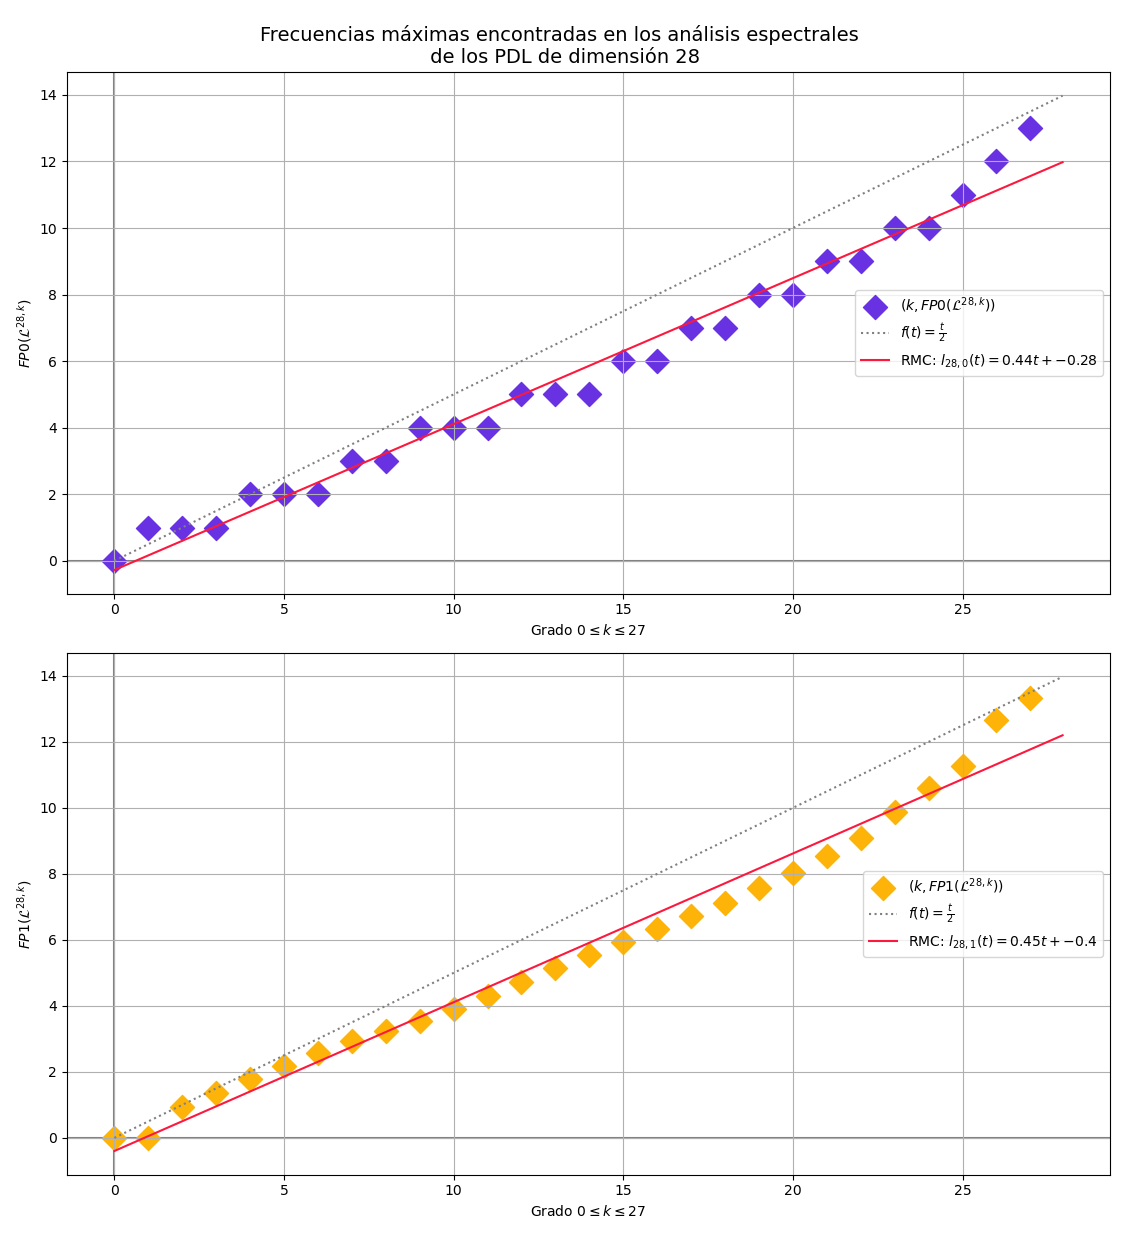 Frecuencias máximas encontradas en los análisis espectrales
de los PDL de dimensión 28
14
12
10
8
6
4
2
0
FP0(ℒ^{28,k})
(k, FP0(ℒ^{28,k}))
f(t) = t/2
RMC: l_{28,0}(t) = 0.44t + −0.28
0 5 10 15 20 25
Grado 0 ≤ k ≤ 27
14
12
10
8
6
4
2
0
FP1(ℒ^{28,k})
(k, FP1(ℒ^{28,k}))
f(t) = t/2
RMC: l_{28,1}(t) = 0.45t + −0.4
0 5 10 15 20 25
Grado 0 ≤ k ≤ 27